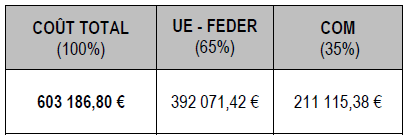 COÛT TOTAL UE - FEDER COM
(100%) (65%) (35%)
603 186,80 € 392 071,42 € 211 115,38 €